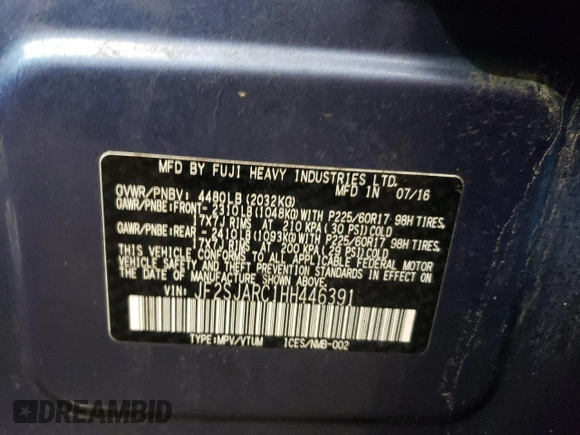 MFD BY FUJI HEAVY INDUSTRIES LTD.
MFD IN 07/16
GVWR/PNBV: 4480LB (2032KG)
GAWR/PNBE:FRONT- 2310LB (1048KG) WITH P225/60R17 98H TIRES,
17X7J RIMS AT 210 KPA (30 PSI) COLD
GAWR/PNBE:REAR - 2410LB (1093KG) WITH P225/60R17 98H TIRES,
17X7J RIMS AT 200 KPA (29 PSI) COLD
THIS VEHICLE CONFORMS TO ALL APPLICABLE FEDERAL MOTOR
VEHICLE SAFETY, BUMPER, AND THEFT PREVENTION STANDARDS IN EFFECT ON
THE DATE OF MANUFACTURE SHOWN ABOVE.
VIN: JF2SJARC1HH446391
TYPE:MPV/VTUM ICES/NMB-002
DREAMBID